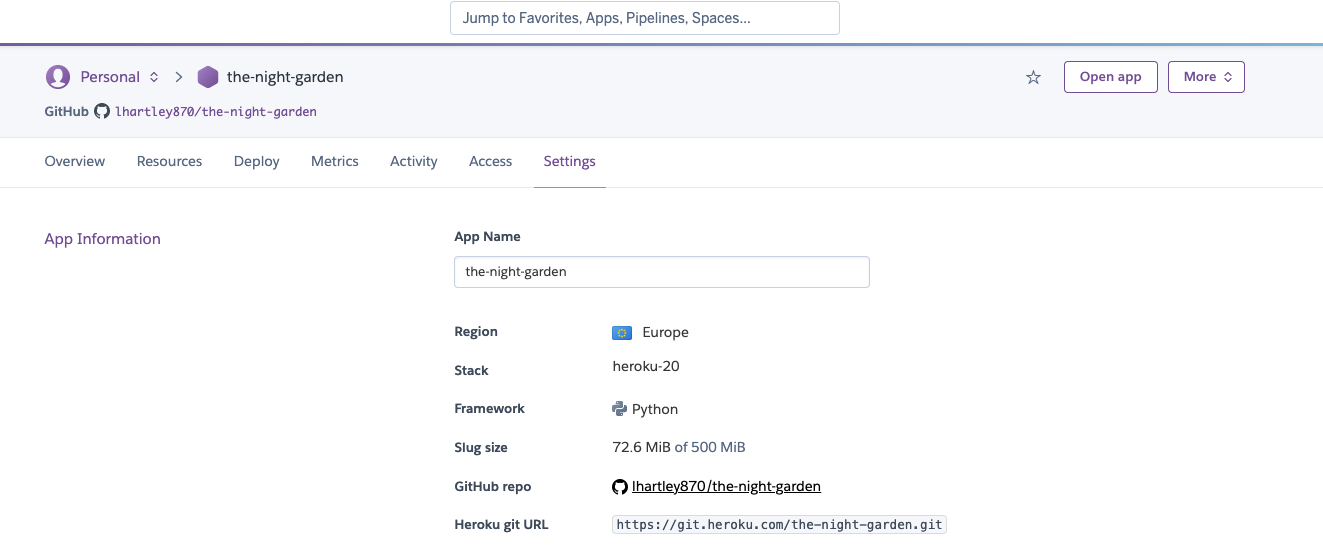 Jump to Favorites, Apps, Pipelines, Spaces...
Personal the-night-garden Open app More
GitHub lhartley870/the-night-garden
Overview Resources Deploy Metrics Activity Access Settings
App Information
App Name
the-night-garden
Region Europe
Stack heroku-20
Framework Python
Slug size 72.6 MiB of 500 MiB
GitHub repo lhartley870/the-night-garden
Heroku git URL https://git.heroku.com/the-night-garden.git